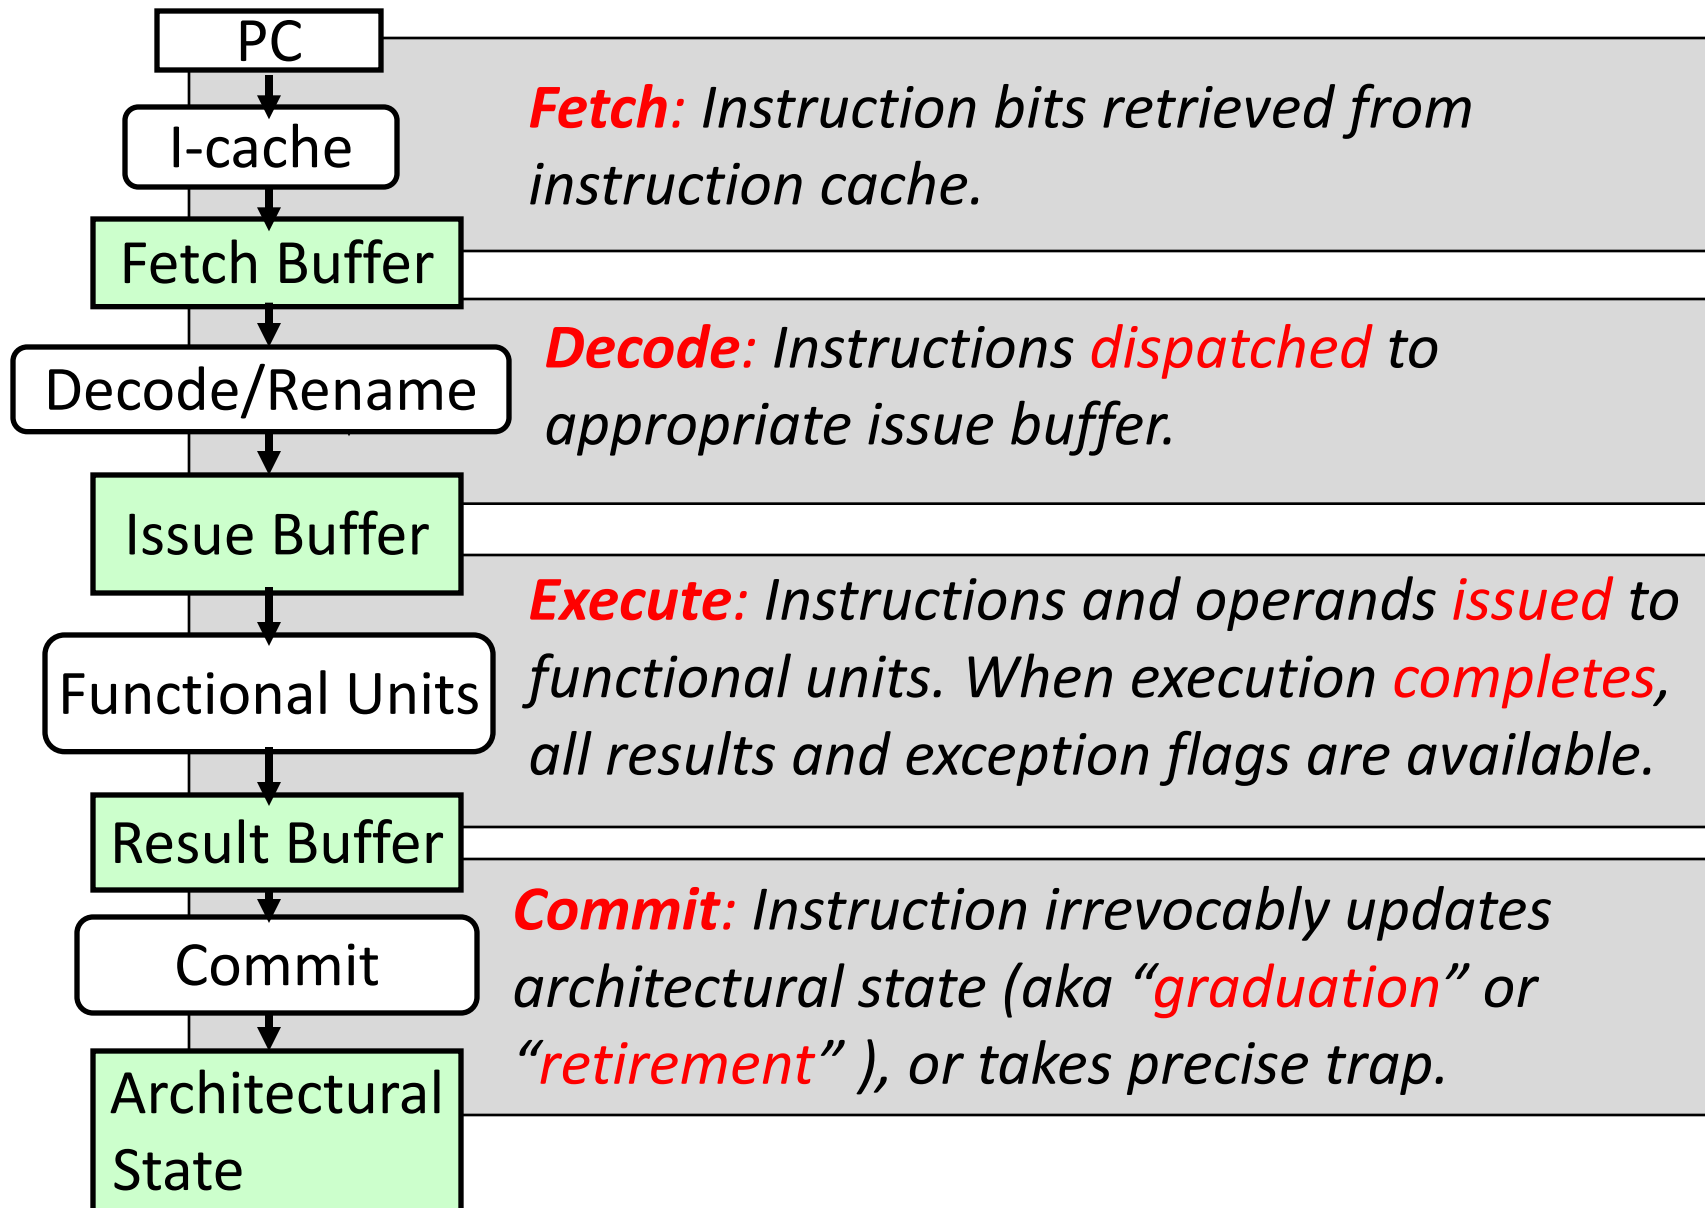 PC
I-cache
Fetch: Instruction bits retrieved from
instruction cache.
Fetch Buffer
Decode/Rename
Decode: Instructions dispatched to
appropriate issue buffer.
Issue Buffer
Functional Units
Execute: Instructions and operands issued to
functional units. When execution completes,
all results and exception flags are available.
Result Buffer
Commit
Commit: Instruction irrevocably updates
architectural state (aka “graduation” or
“retirement” ), or takes precise trap.
Architectural
State